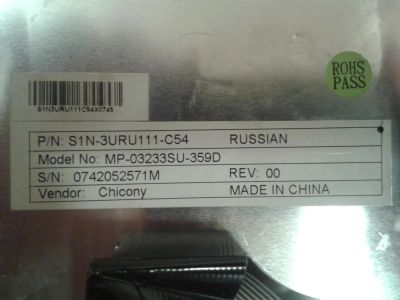 S1N3URU111C54X0745
ROHS
PASS
P/N: S1N-3URU111-C54 RUSSIAN
Model No: MP-03233SU-359D
S/N: 0742052571M REV: 00
Vendor: Chicony MADE IN CHINA